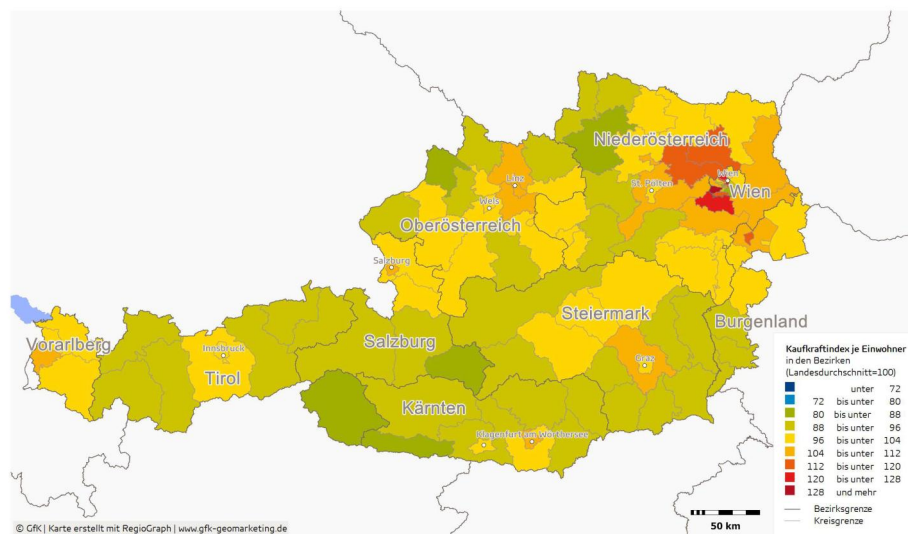 Niederösterreich
Wien
Linz
St. Pölten
Wien
Wels
Oberösterreich
Salzburg
Steiermark
Burgenland
Vorarlberg
Innsbruck
Salzburg
Tirol
Graz
Kärnten
Klagenfurt am Wörthersee
Kaufkraftindex je Einwohner
in den Bezirken
(Landesdurchschnitt=100)
unter 72
72 bis unter 80
80 bis unter 88
88 bis unter 96
96 bis unter 104
104 bis unter 112
112 bis unter 120
120 bis unter 128
128 und mehr
Bezirksgrenze
Kreisgrenze
50 km
© GfK | Karte erstellt mit RegioGraph | www.gfk-geomarketing.de